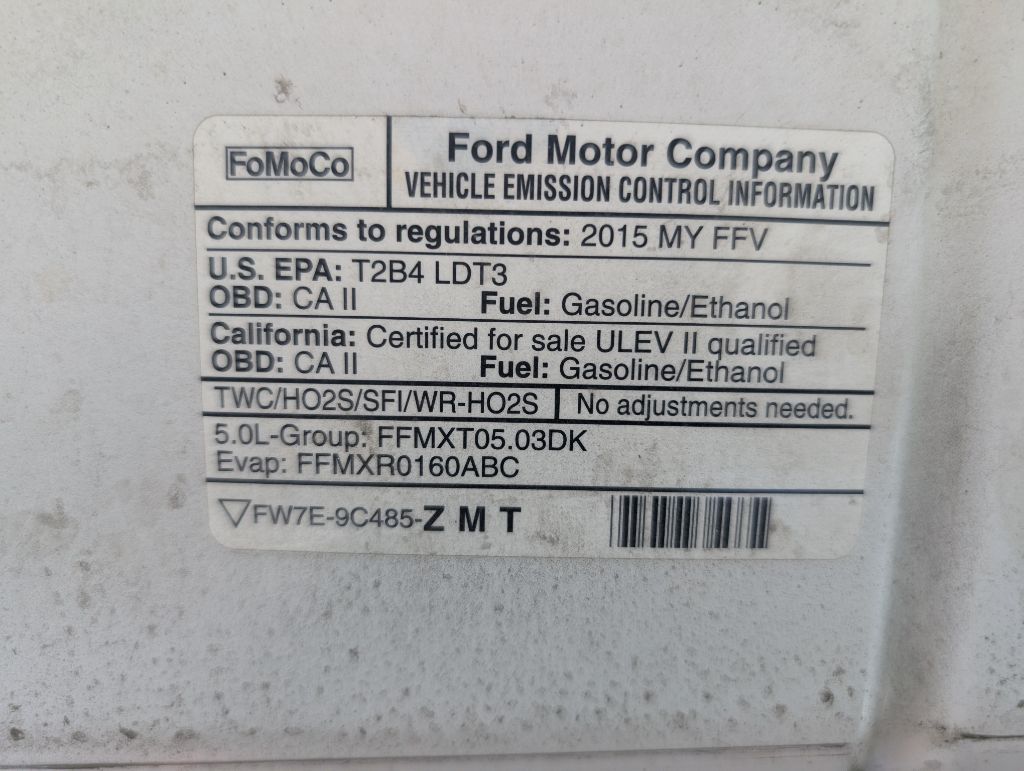 FoMoCo
Ford Motor Company
VEHICLE EMISSION CONTROL INFORMATION
Conforms to regulations: 2015 MY FFV
U.S. EPA: T2B4 LDT3
OBD: CA II Fuel: Gasoline/Ethanol
California: Certified for sale ULEV II qualified
OBD: CA II Fuel: Gasoline/Ethanol
TWC/HO2S/SFI/WR-HO2S No adjustments needed.
5.0L-Group: FFMXT05.03DK
Evap: FFMXR0160ABC
FW7E-9C485-Z M T